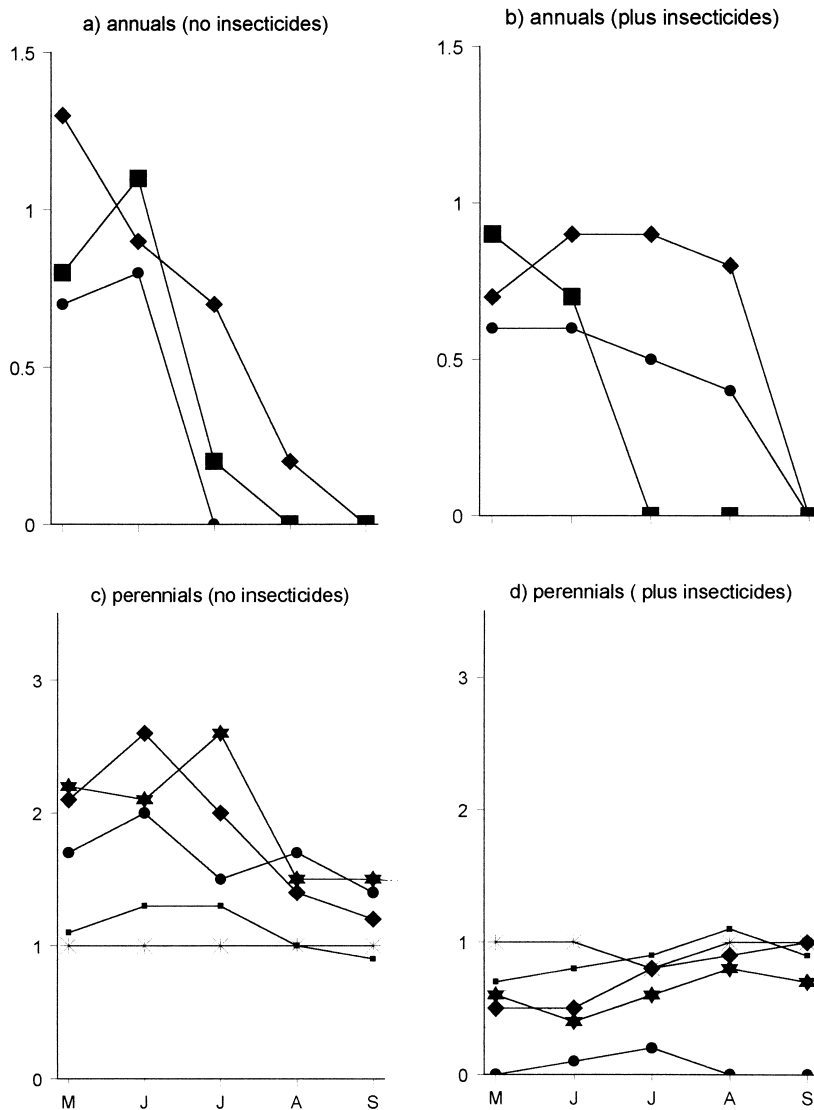 a) annuals (no insecticides)
1.5
1
0.5
0
b) annuals (plus insecticides)
1.5
1
0.5
0
c) perennials (no insecticides)
3
2
1
0
M J J A S
d) perennials ( plus insecticides)
3
2
1
0
M J J A S